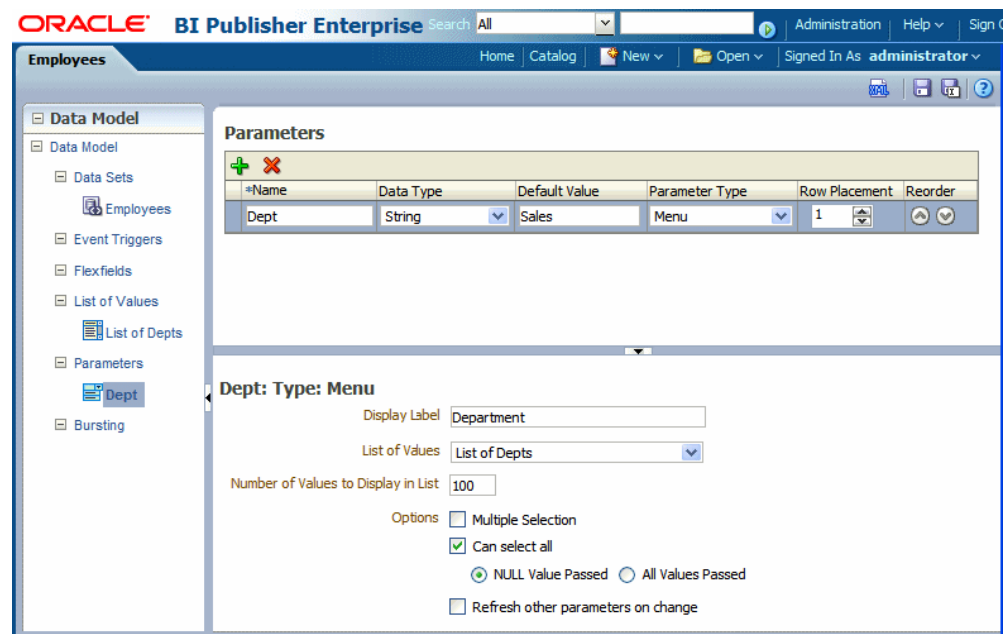 ORACLE BI Publisher Enterprise Search All Administration Help Sign
Employees Home Catalog New Open Signed In As administrator
XML
Data Model
Data Model
Data Sets
Employees
Event Triggers
Flexfields
List of Values
List of Depts
Parameters
Dept
Bursting
Parameters
*Name Data Type Default Value Parameter Type Row Placement Reorder
Dept String Sales Menu 1
Dept: Type: Menu
Display Label Department
List of Values List of Depts
Number of Values to Display in List 100
Options Multiple Selection
Can select all
NULL Value Passed All Values Passed
Refresh other parameters on change